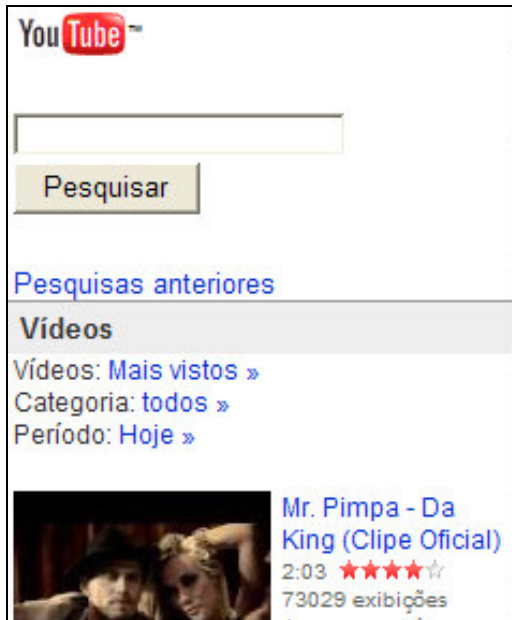 YouTube™
Pesquisar
Pesquisas anteriores
Vídeos
Vídeos: Mais vistos »
Categoria: todos »
Período: Hoje »
Mr. Pimpa - Da
King (Clipe Oficial)
2:03
73029 exibições